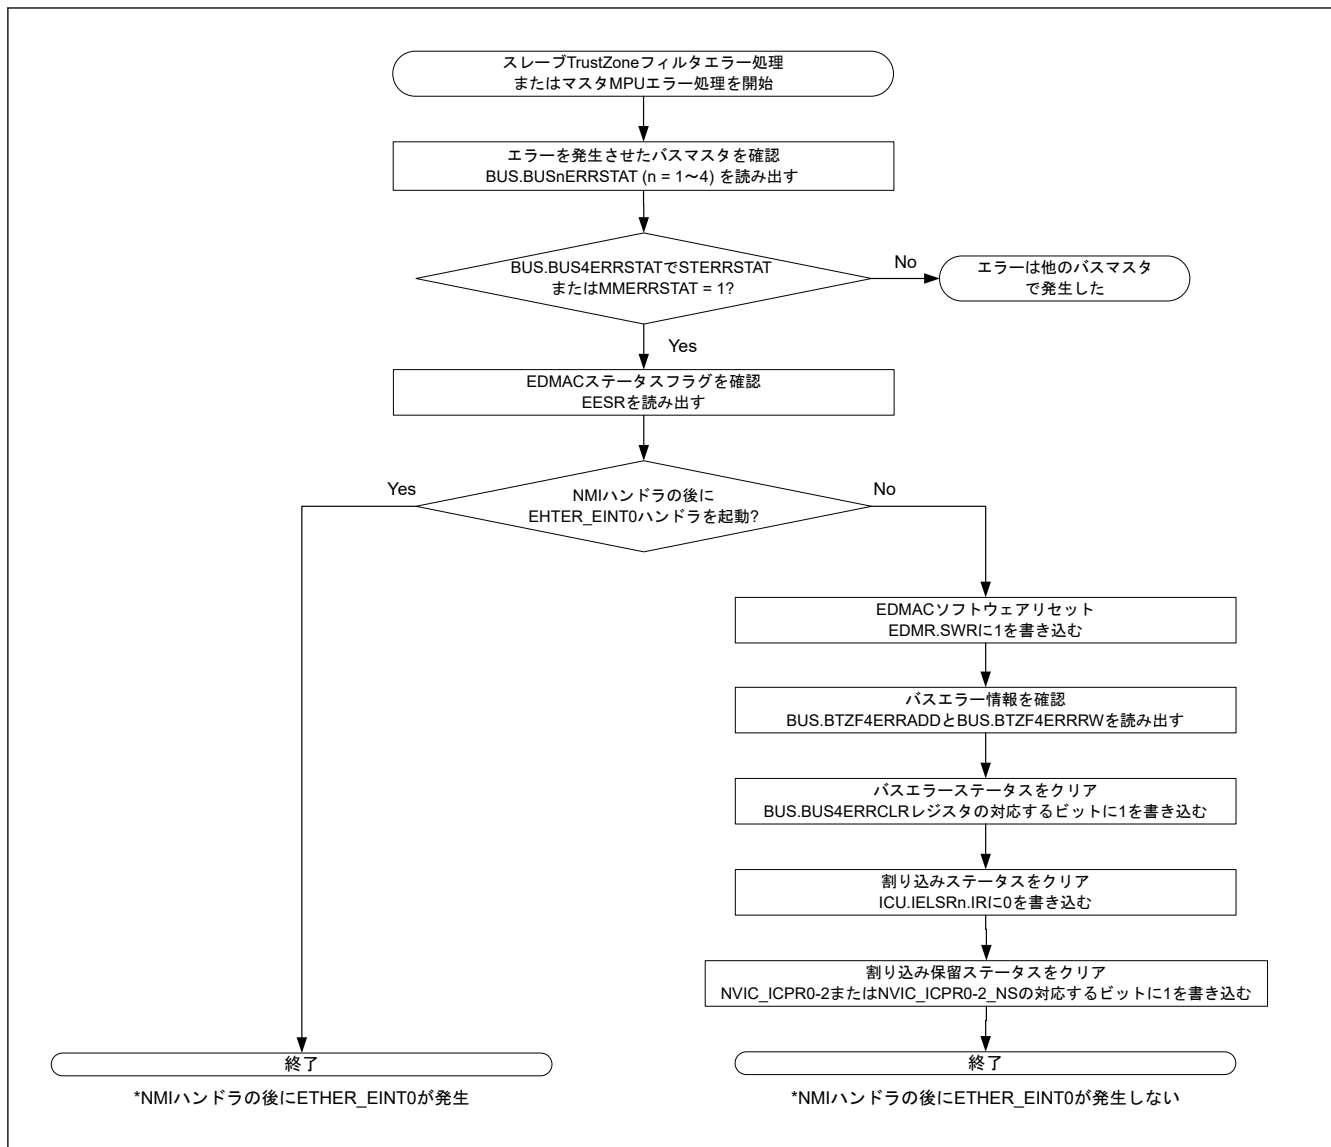 スレーブTrustZoneフィルタエラー処理
またはマスタMPUエラー処理を開始
エラーを発生させたバスマスタを確認
BUS.BUSnERRSTAT (n = 1～4) を読み出す
BUS.BUS4ERRSTATでSTERRSTAT
またはMMERRSTAT = 1?
No
エラーは他のバスマスタ
で発生した
Yes
EDMACステータスフラグを確認
EESRを読み出す
Yes
NMIハンドラの後に
EHTER_EINT0ハンドラを起動?
No
EDMACソフトウェアリセット
EDMR.SWRに1を書き込む
バスエラー情報を確認
BUS.BTZF4ERRADDとBUS.BTZF4ERRRWを読み出す
バスエラーステータスをクリア
BUS.BUS4ERRCLRレジスタの対応するビットに1を書き込む
割り込みステータスをクリア
ICU.IELSRn.IRに0を書き込む
割り込み保留ステータスをクリア
NVIC_ICPR0-2またはNVIC_ICPR0-2_NSの対応するビットに1を書き込む
終了
*NMIハンドラの後にETHER_EINT0が発生
終了
*NMIハンドラの後にETHER_EINT0が発生しない